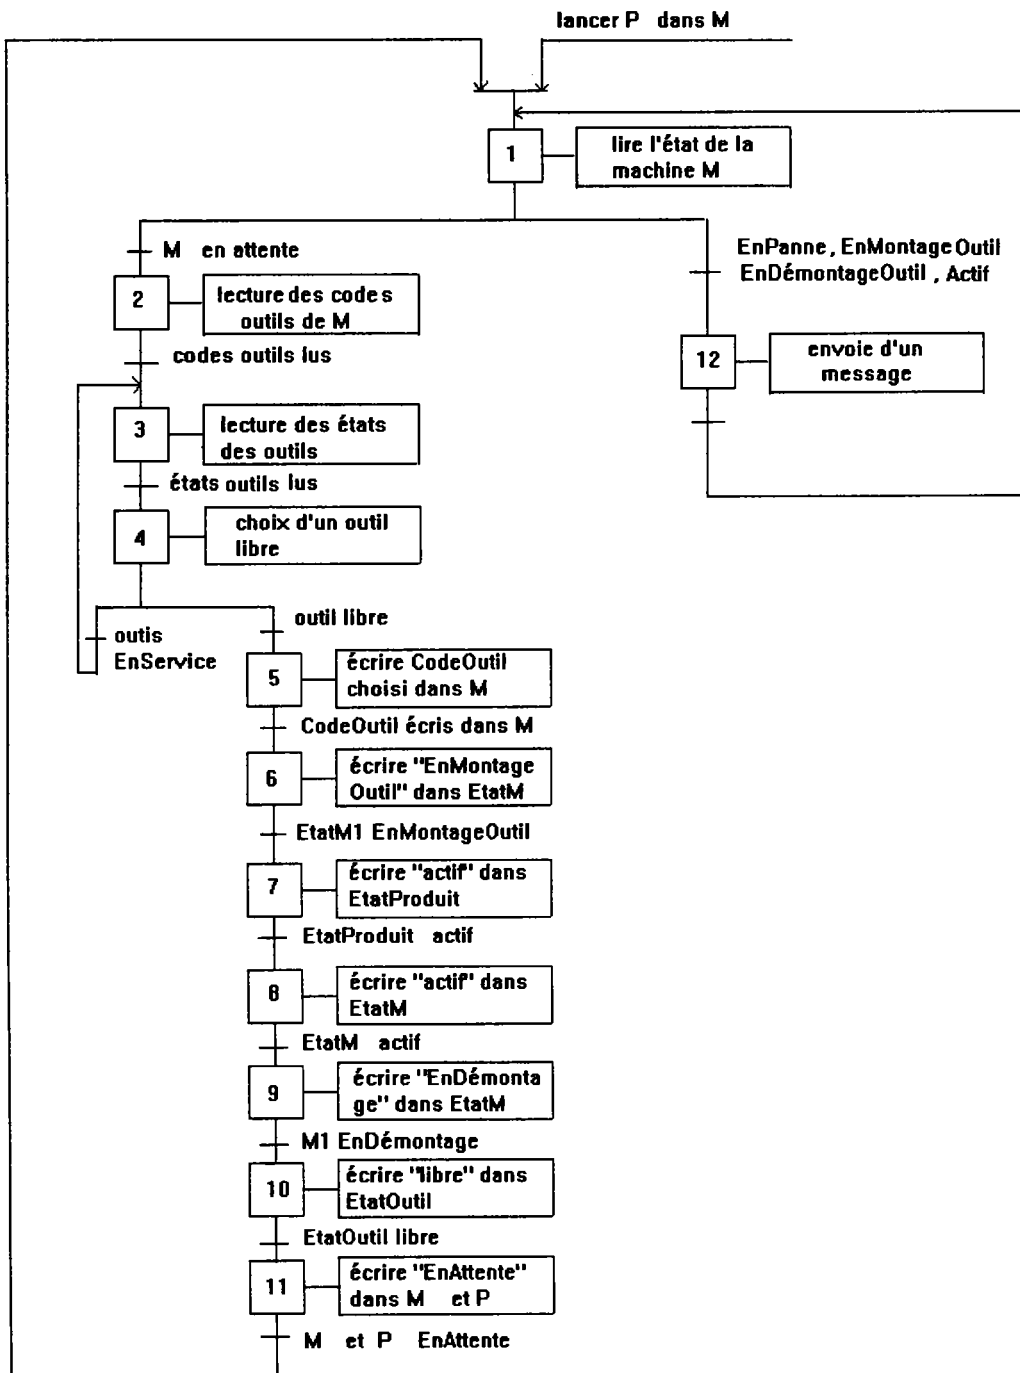 lancer P dans M
1
lire l'état de la
machine M
M en attente
2
lecture des codes
outils de M
codes outils lus
3
lecture des états
des outils
états outils lus
4
choix d'un outil
libre
outis
EnService
outil libre
5
écrire CodeOutil
choisi dans M
CodeOutil écris dans M
6
écrire "EnMontage
Outil" dans EtatM
EtatM1 EnMontageOutil
7
écrire "actif" dans
EtatProduit
EtatProduit actif
8
écrire "actif" dans
EtatM
EtatM actif
9
écrire "EnDémonta
ge" dans EtatM
M1 EnDémontage
10
écrire "libre" dans
EtatOutil
EtatOutil libre
11
écrire "EnAttente"
dans M et P
M et P EnAttente
EnPanne, EnMontageOutil
EnDémontageOutil, Actif
12
envoie d'un
message